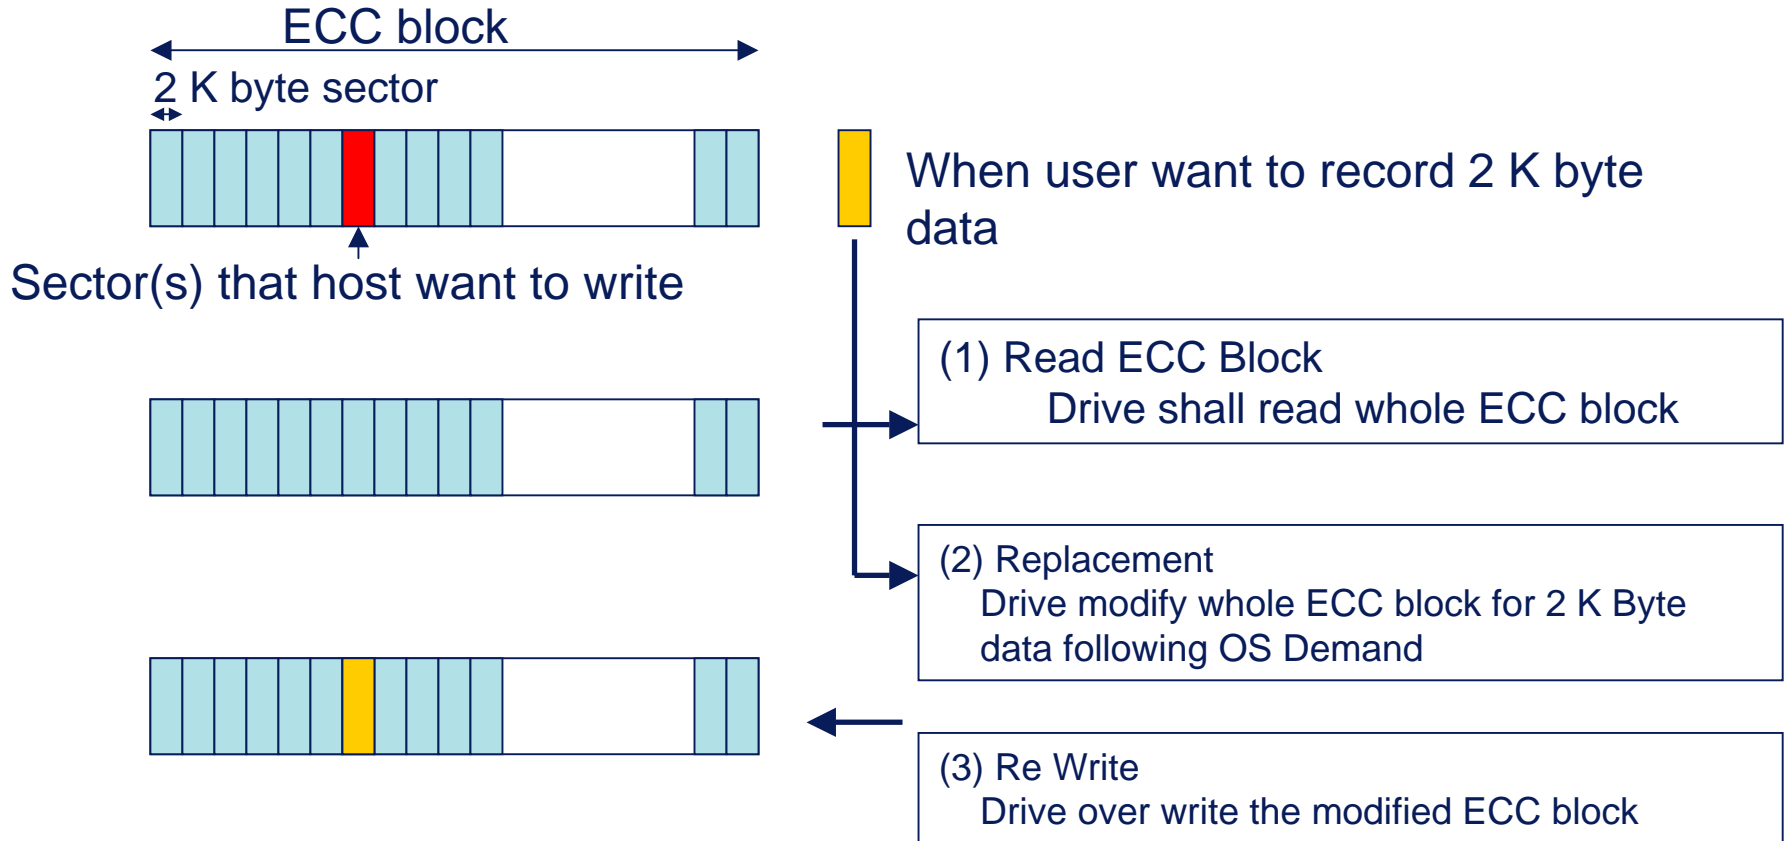 ECC block
2 K byte sector
When user want to record 2 K byte
data
Sector(s) that host want to write
(1) Read ECC Block
Drive shall read whole ECC block
(2) Replacement
Drive modify whole ECC block for 2 K Byte
data following OS Demand
(3) Re Write
Drive over write the modified ECC block